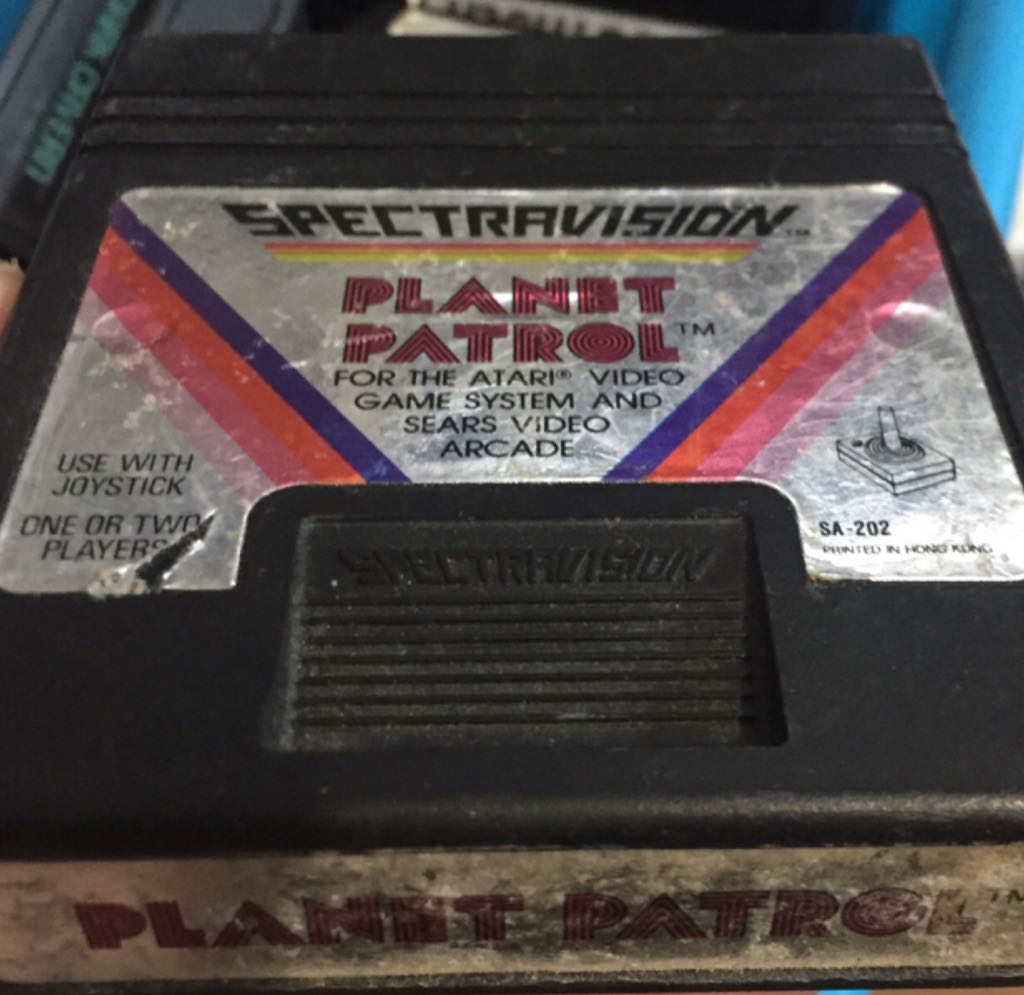 SPECTRAVISION™
PLANET
PATROL™
FOR THE ATARI® VIDEO
GAME SYSTEM AND
SEARS VIDEO
ARCADE
USE WITH
JOYSTICK
ONE OR TWO
PLAYERS
SA-202
PRINTED IN HONG KONG
SPECTRAVISION
PLANET PATROL™